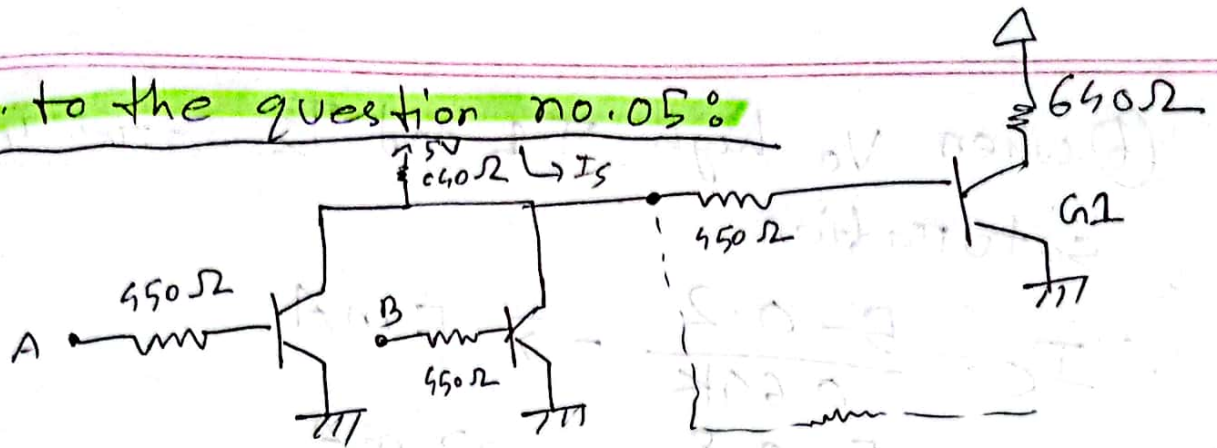 to the question no.05:
5V
640Ω
640Ω ↳ Is
450Ω
G1
450Ω
A
B
450Ω